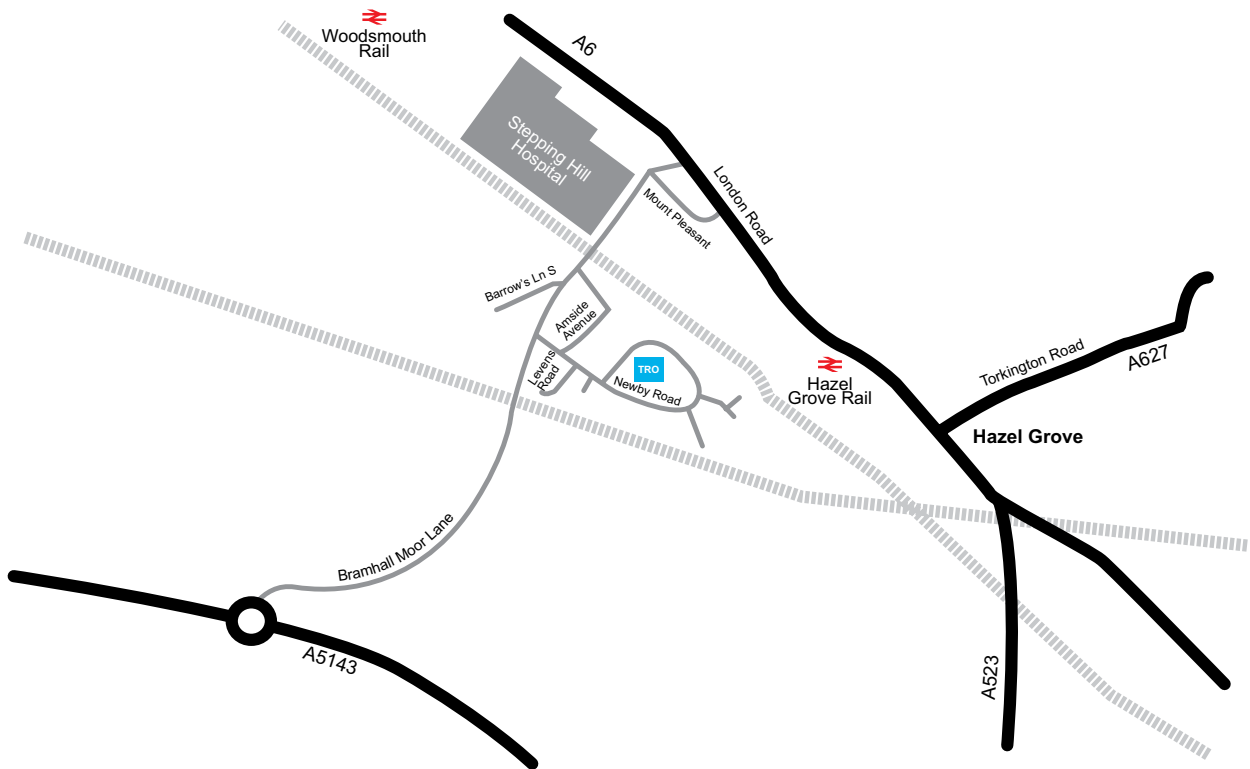 Woodsmouth
Rail
A6
Stepping Hill
Hospital
London Road
Mount Pleasant
Barrow's Ln S
Amside
Avenue
Levens
Road
TRO
Newby Road
Hazel
Grove Rail
Torkington Road
A627
Hazel Grove
Bramhall Moor Lane
A5143
A523